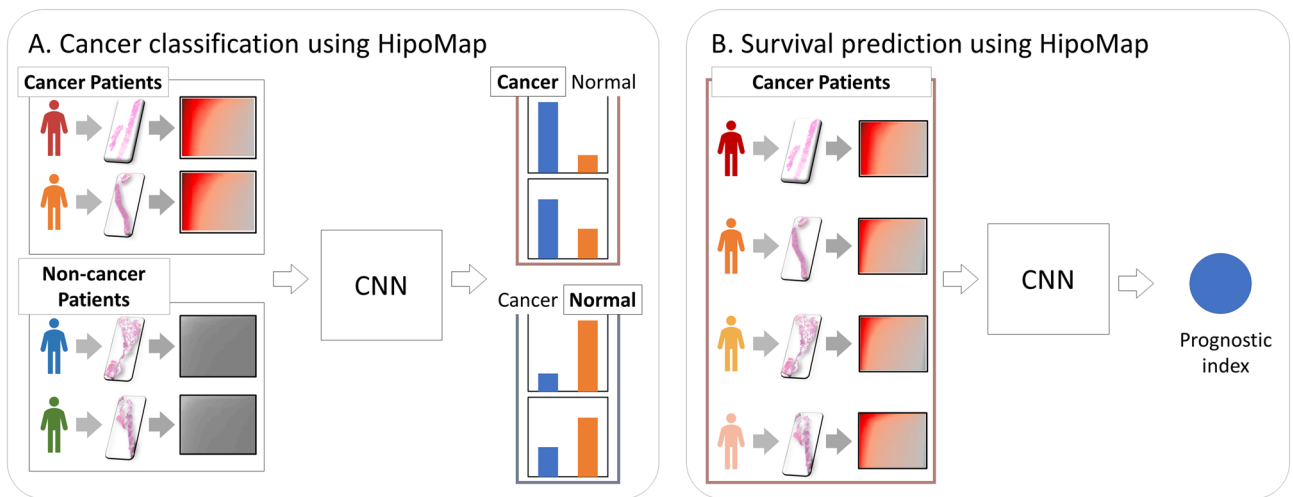 A. Cancer classification using HipoMap
Cancer Patients
Non-cancer
Patients
CNN
Cancer Normal
Cancer Normal
B. Survival prediction using HipoMap
Cancer Patients
CNN
Prognostic
index